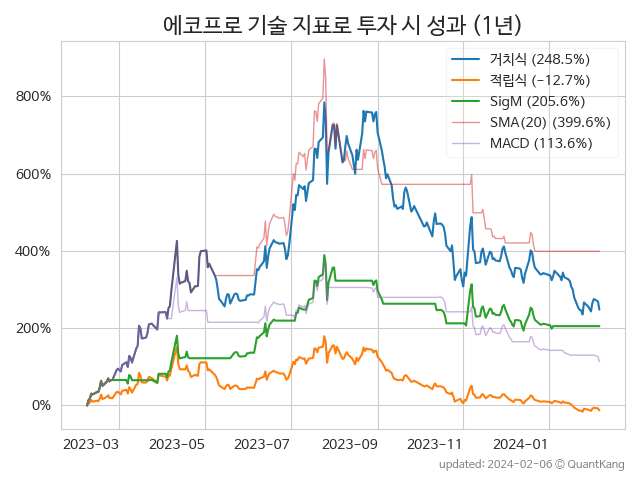 에코프로 기술 지표로 투자 시 성과 (1년)
거치식 (248.5%)
적립식 (−12.7%)
SigM (205.6%)
SMA(20) (399.6%)
MACD (113.6%)
800%
600%
400%
200%
0%
2023-03 2023-05 2023-07 2023-09 2023-11 2024-01
updated: 2024-02-06 © QuantKang